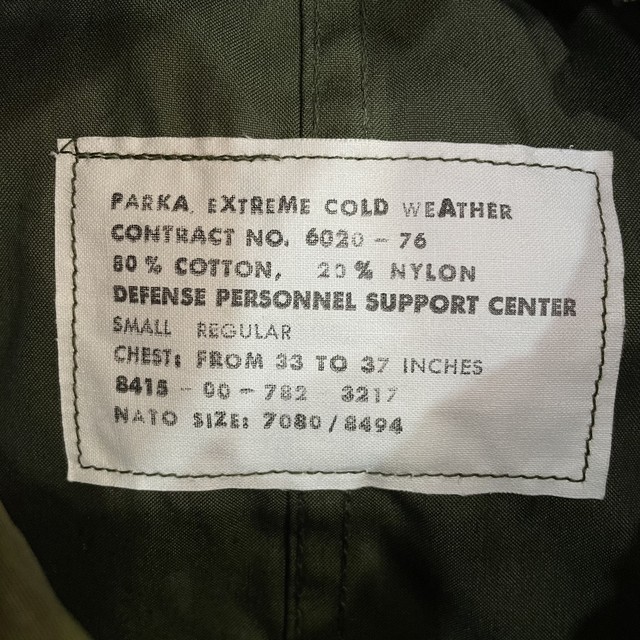 PARKA, EXTREME COLD WEATHER
CONTRACT NO. 6020 - 76
80 % COTTON, 20 % NYLON
DEFENSE PERSONNEL SUPPORT CENTER
SMALL REGULAR
CHEST: FROM 33 TO 37 INCHES
8415 - 00 - 782 3217
NATO SIZE: 7080 / 8494